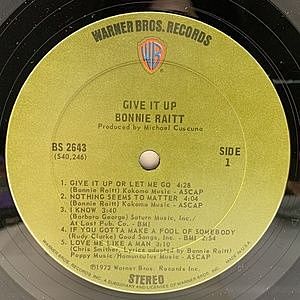 WARNER BROS. RECORDS
WB
GIVE IT UP
BONNIE RAITT
Produced by Michael Cuscuna
BS 2643
(S40,246)
SIDE
1
1. GIVE IT UP OR LET ME GO 4:28
(Bonnie Raitt) Kokomo Music - ASCAP
2. NOTHING SEEMS TO MATTER 4:04
(Bonnie Raitt) Kokomo Music - ASCAP
3. I KNOW 3:40
(Barbara George) Saturn Music, Inc.,
At Last Pub. Co. - BMI
4. IF YOU GOTTA MAKE A FOOL OF SOMEBODY
(Rudy Clarke) Good Songs, Inc. - BMI 2:54
5. LOVE ME LIKE A MAN 3:10
(Chris Smither, Lyrics adapted by Bonnie Raitt)
Poppy Music/Homunculus Music - ASCAP
©1972 Warner Bros. Records Inc.
STEREO